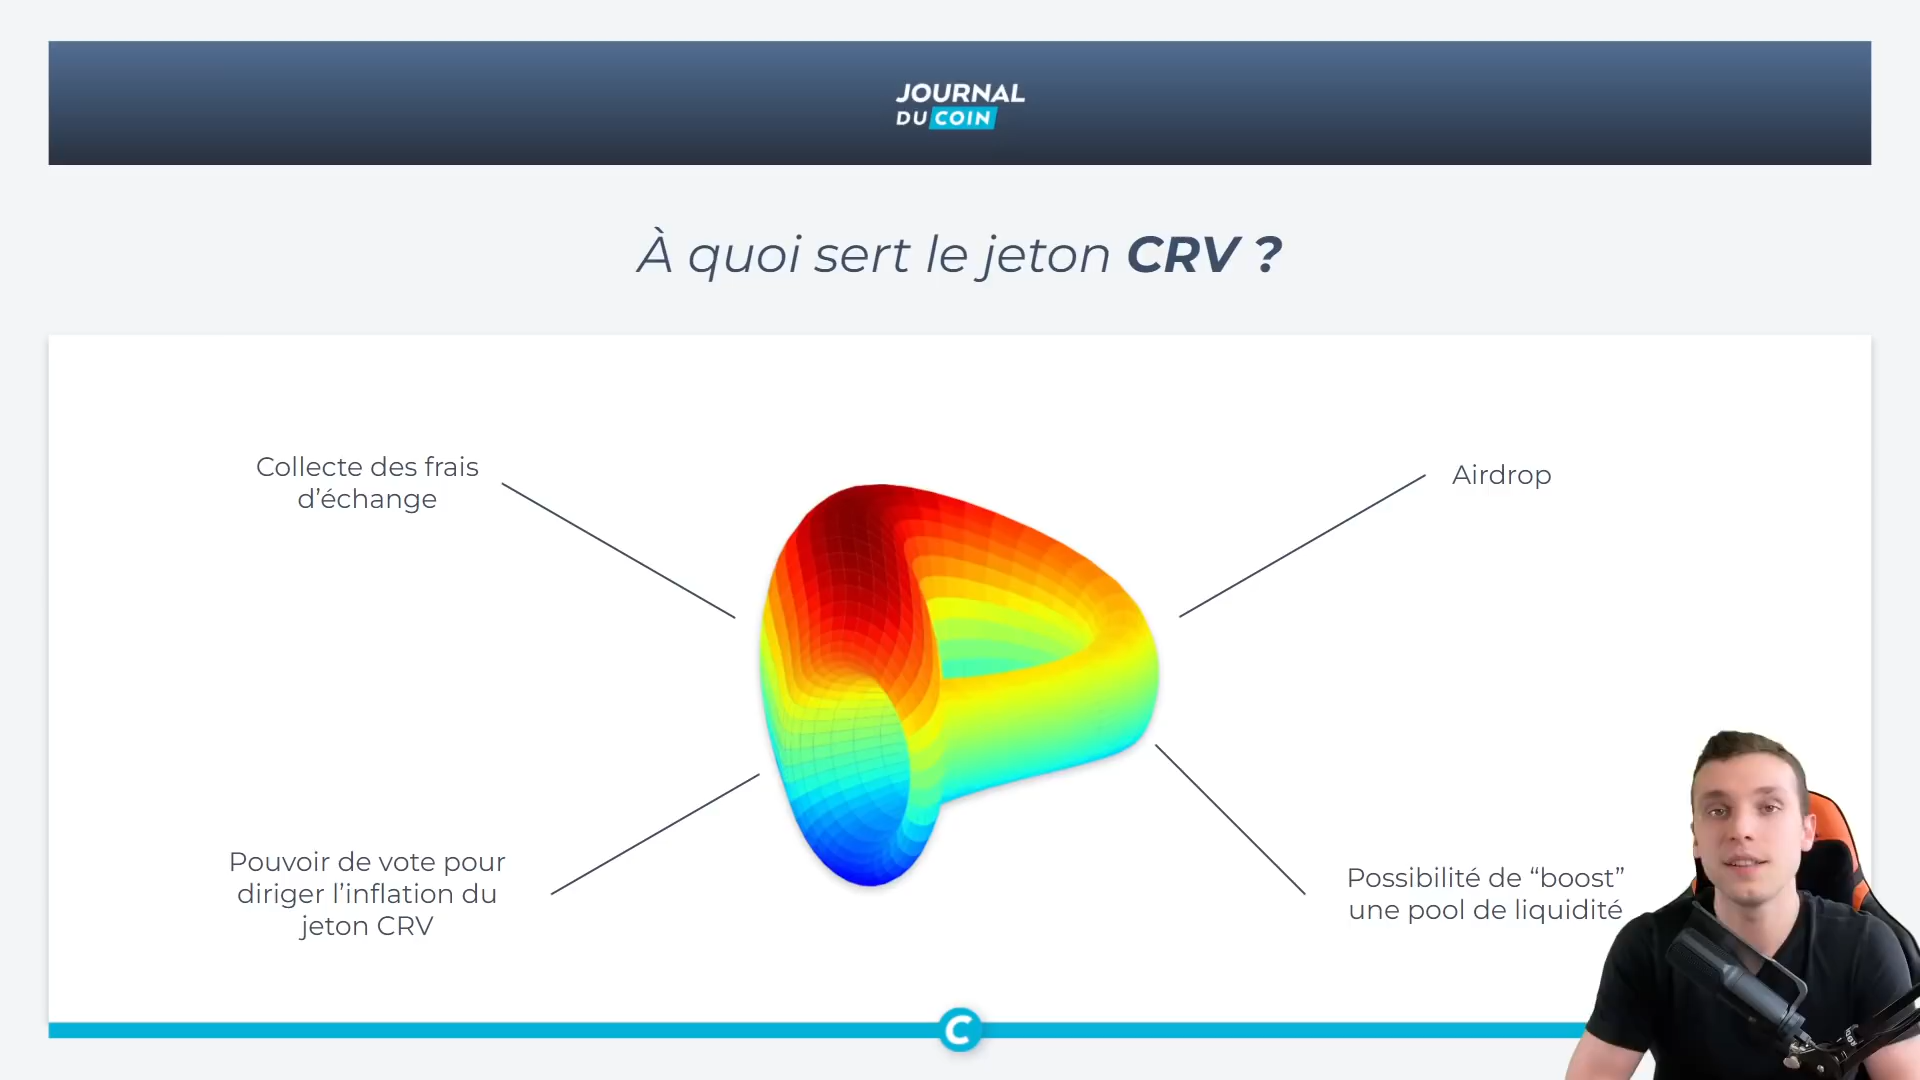 JOURNAL
DU COIN
À quoi sert le jeton CRV ?
Collecte des frais
d’échange
Airdrop
Pouvoir de vote pour
diriger l’inflation du
jeton CRV
Possibilité de “boost”
une pool de liquidité
C